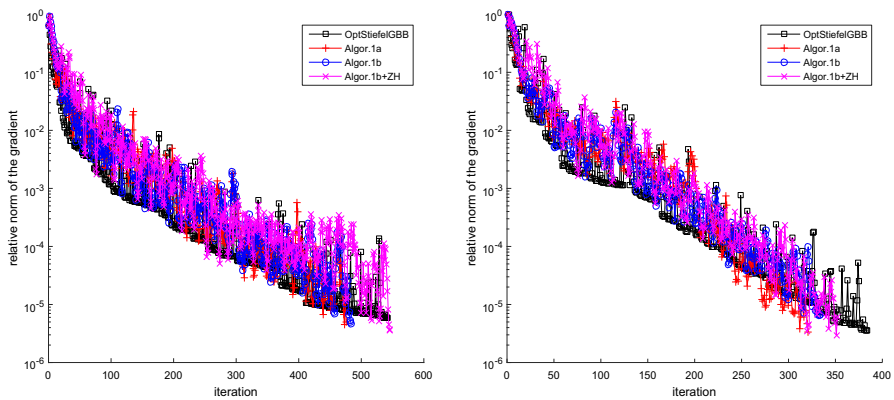 10^0
10^-1
10^-2
10^-3
10^-4
10^-5
10^-6
relative norm of the gradient
0 100 200 300 400 500 600
iteration
OptStiefelGBB
Algor.1a
Algor.1b
Algor.1b+ZH
10^0
10^-1
10^-2
10^-3
10^-4
10^-5
10^-6
relative norm of the gradient
0 50 100 150 200 250 300 350 400
iteration
OptStiefelGBB
Algor.1a
Algor.1b
Algor.1b+ZH